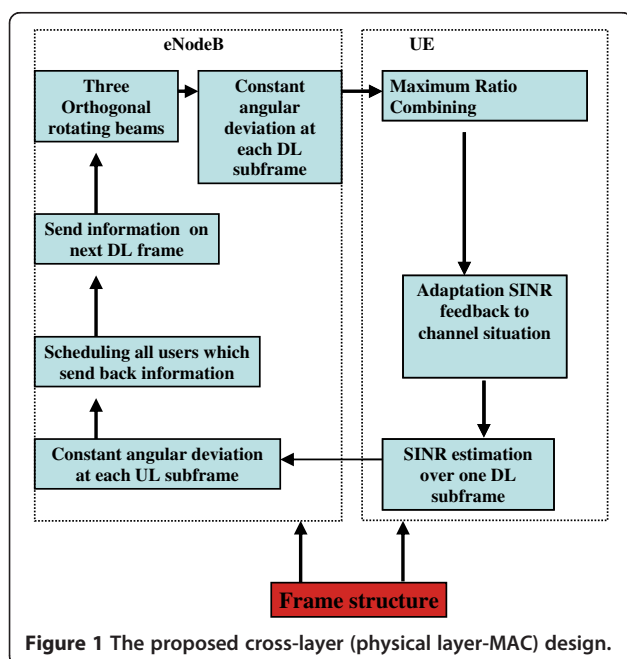 eNodeB
UE
Three
Orthogonal
rotating beams
Constant
angular
deviation at
each DL
subframe
Maximum Ratio
Combining
Send information on
next DL frame
Adaptation SINR
feedback to
channel situation
Scheduling all users which
send back information
Constant angular deviation
at each UL subframe
SINR estimation
over one DL
subframe
Frame structure
Figure 1 The proposed cross-layer (physical layer-MAC) design.